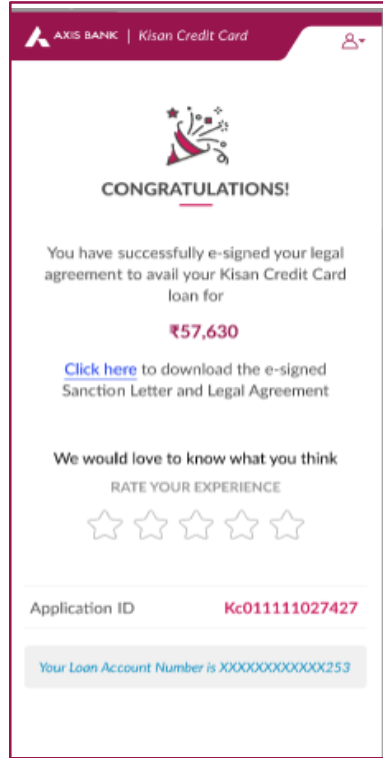 AXIS BANK | Kisan Credit Card
CONGRATULATIONS!
You have successfully e-signed your legal
agreement to avail your Kisan Credit Card
loan for
₹57,630
Click here to download the e-signed
Sanction Letter and Legal Agreement
We would love to know what you think
RATE YOUR EXPERIENCE
Application ID Kc011111027427
Your Loan Account Number is XXXXXXXXXXXXX253